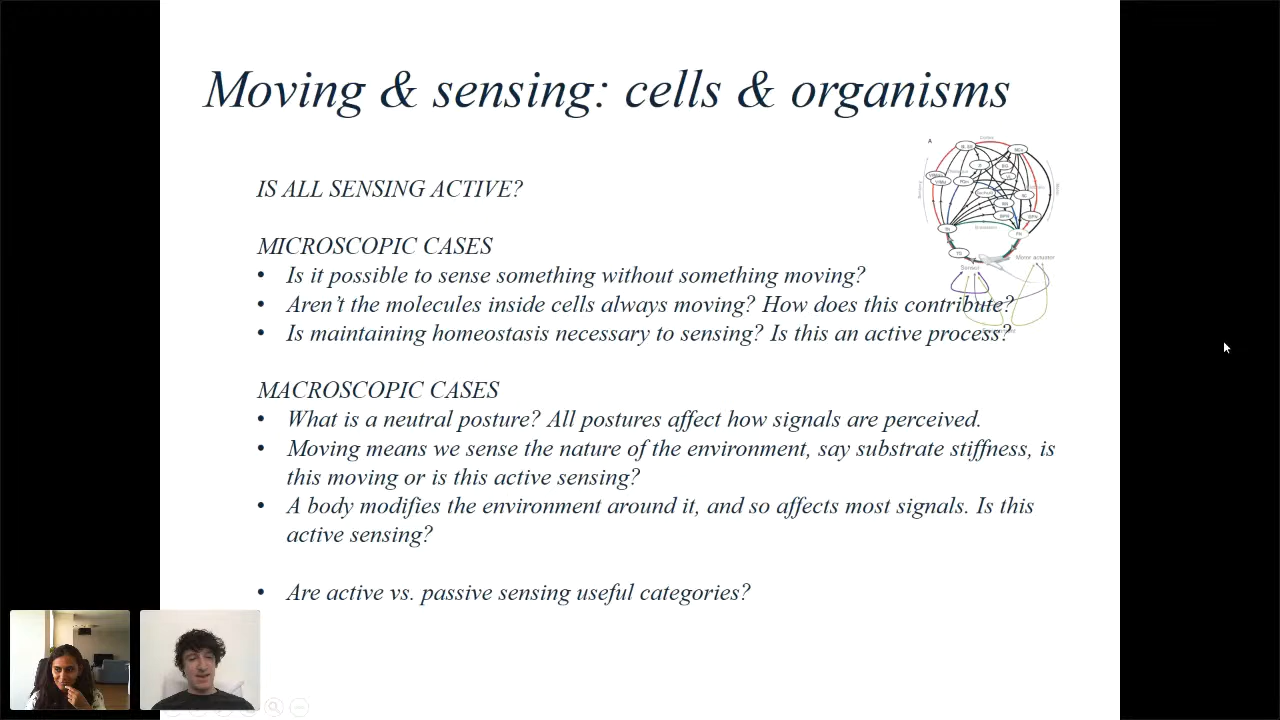 Moving & sensing: cells & organisms
A
IS ALL SENSING ACTIVE?
MICROSCOPIC CASES
• Is it possible to sense something without something moving?
• Aren't the molecules inside cells always moving? How does this contribute?
• Is maintaining homeostasis necessary to sensing? Is this an active process?
MACROSCOPIC CASES
• What is a neutral posture? All postures affect how signals are perceived.
• Moving means we sense the nature of the environment, say substrate stiffness, is
this moving or is this active sensing?
• A body modifies the environment around it, and so affects most signals. Is this
active sensing?
• Are active vs. passive sensing useful categories?
Sensor